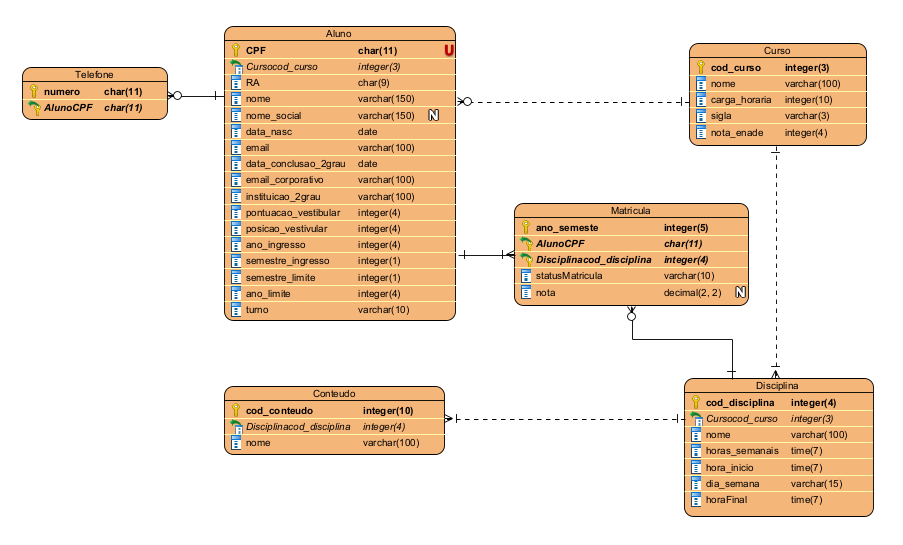 Telefone
numero char(11)
AlunoCPF char(11)
Aluno
CPF char(11) U
Cursocod_curso integer(3)
RA char(9)
nome varchar(150)
nome_social varchar(150) N
data_nasc date
email varchar(100)
data_conclusao_2grau date
email_corporativo varchar(100)
instituicao_2grau varchar(100)
pontuacao_vestibular integer(4)
posicao_vestivular integer(4)
ano_ingresso integer(4)
semestre_ingresso integer(1)
semestre_limite integer(1)
ano_limite integer(4)
turno varchar(10)
Curso
cod_curso integer(3)
nome varchar(100)
carga_horaria integer(10)
sigla varchar(3)
nota_enade integer(4)
Matricula
ano_semeste integer(5)
AlunoCPF char(11)
Disciplinacod_disciplina integer(4)
statusMatricula varchar(10)
nota decimal(2, 2) N
Conteudo
cod_conteudo integer(10)
Disciplinacod_disciplina integer(4)
nome varchar(100)
Disciplina
cod_disciplina integer(4)
Cursocod_curso integer(3)
nome varchar(100)
horas_semanais time(7)
hora_inicio time(7)
dia_semana varchar(15)
horaFinal time(7)